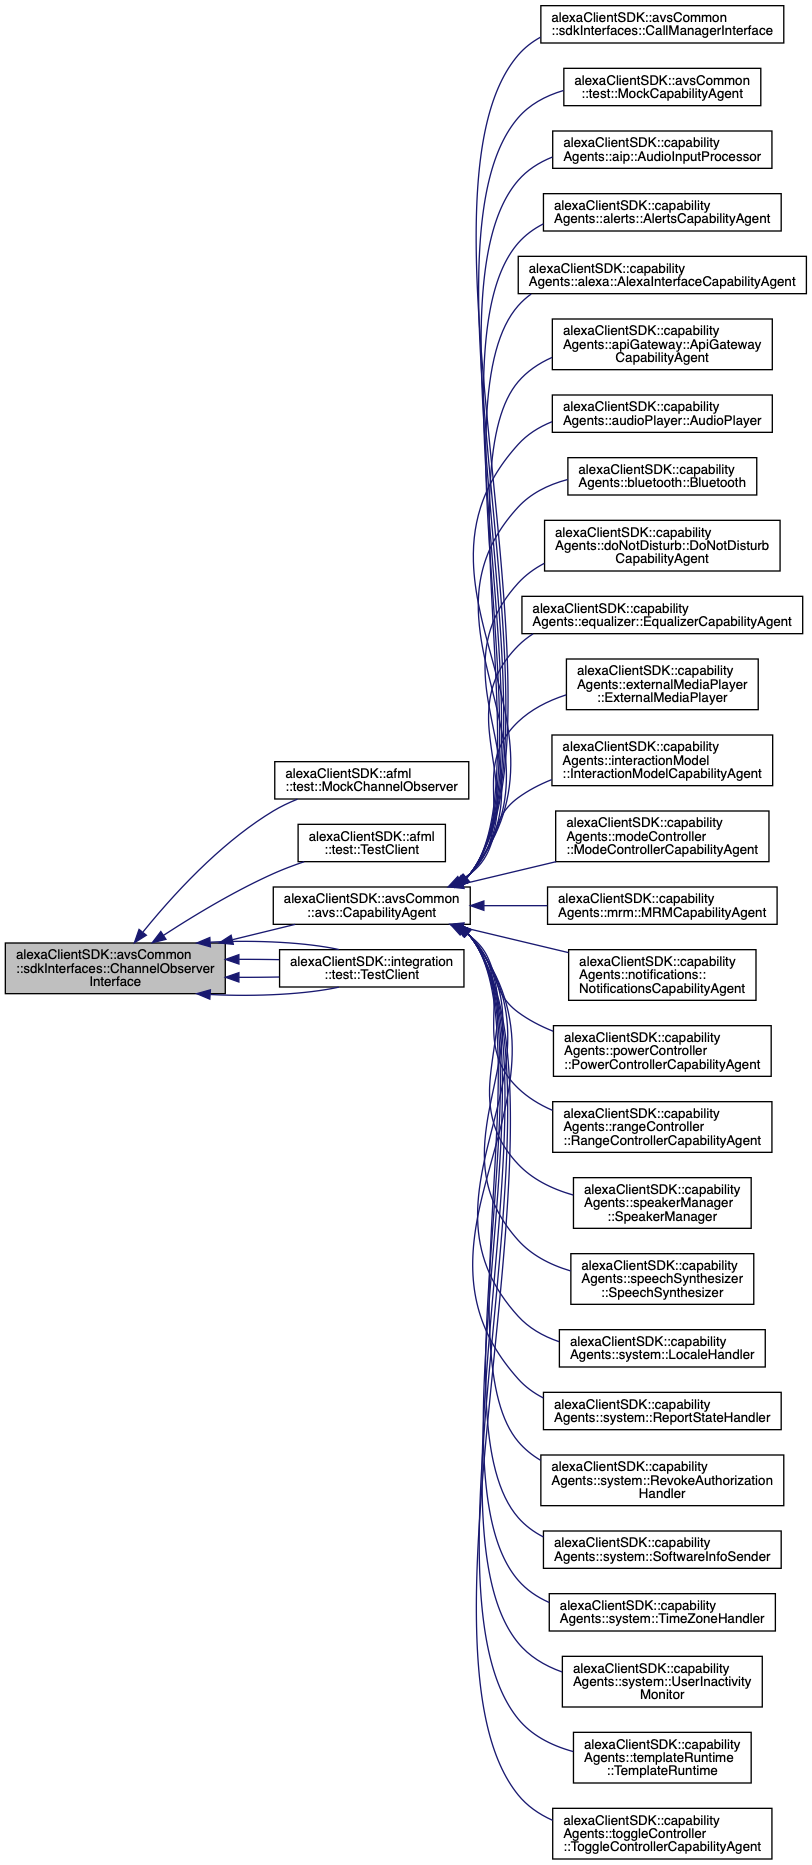 alexaClientSDK::avsCommon
::sdkInterfaces::CallManagerInterface
alexaClientSDK::avsCommon
::test::MockCapabilityAgent
alexaClientSDK::capability
Agents::aip::AudioInputProcessor
alexaClientSDK::capability
Agents::alerts::AlertsCapabilityAgent
alexaClientSDK::capability
Agents::alexa::AlexaInterfaceCapabilityAgent
alexaClientSDK::capability
Agents::apiGateway::ApiGateway
CapabilityAgent
alexaClientSDK::capability
Agents::audioPlayer::AudioPlayer
alexaClientSDK::capability
Agents::bluetooth::Bluetooth
alexaClientSDK::capability
Agents::doNotDisturb::DoNotDisturb
CapabilityAgent
alexaClientSDK::capability
Agents::equalizer::EqualizerCapabilityAgent
alexaClientSDK::capability
Agents::externalMediaPlayer
::ExternalMediaPlayer
alexaClientSDK::capability
Agents::interactionModel
::InteractionModelCapabilityAgent
alexaClientSDK::afml
::test::MockChannelObserver
alexaClientSDK::capability
Agents::modeController
::ModeControllerCapabilityAgent
alexaClientSDK::afml
::test::TestClient
alexaClientSDK::avsCommon
::avs::CapabilityAgent
alexaClientSDK::capability
Agents::mrm::MRMCapabilityAgent
alexaClientSDK::avsCommon
::sdkInterfaces::ChannelObserver
Interface
alexaClientSDK::integration
::test::TestClient
alexaClientSDK::capability
Agents::notifications::
NotificationsCapabilityAgent
alexaClientSDK::capability
Agents::powerController
::PowerControllerCapabilityAgent
alexaClientSDK::capability
Agents::rangeController
::RangeControllerCapabilityAgent
alexaClientSDK::capability
Agents::speakerManager
::SpeakerManager
alexaClientSDK::capability
Agents::speechSynthesizer
::SpeechSynthesizer
alexaClientSDK::capability
Agents::system::LocaleHandler
alexaClientSDK::capability
Agents::system::ReportStateHandler
alexaClientSDK::capability
Agents::system::RevokeAuthorization
Handler
alexaClientSDK::capability
Agents::system::SoftwareInfoSender
alexaClientSDK::capability
Agents::system::TimeZoneHandler
alexaClientSDK::capability
Agents::system::UserInactivity
Monitor
alexaClientSDK::capability
Agents::templateRuntime
::TemplateRuntime
alexaClientSDK::capability
Agents::toggleController
::ToggleControllerCapabilityAgent